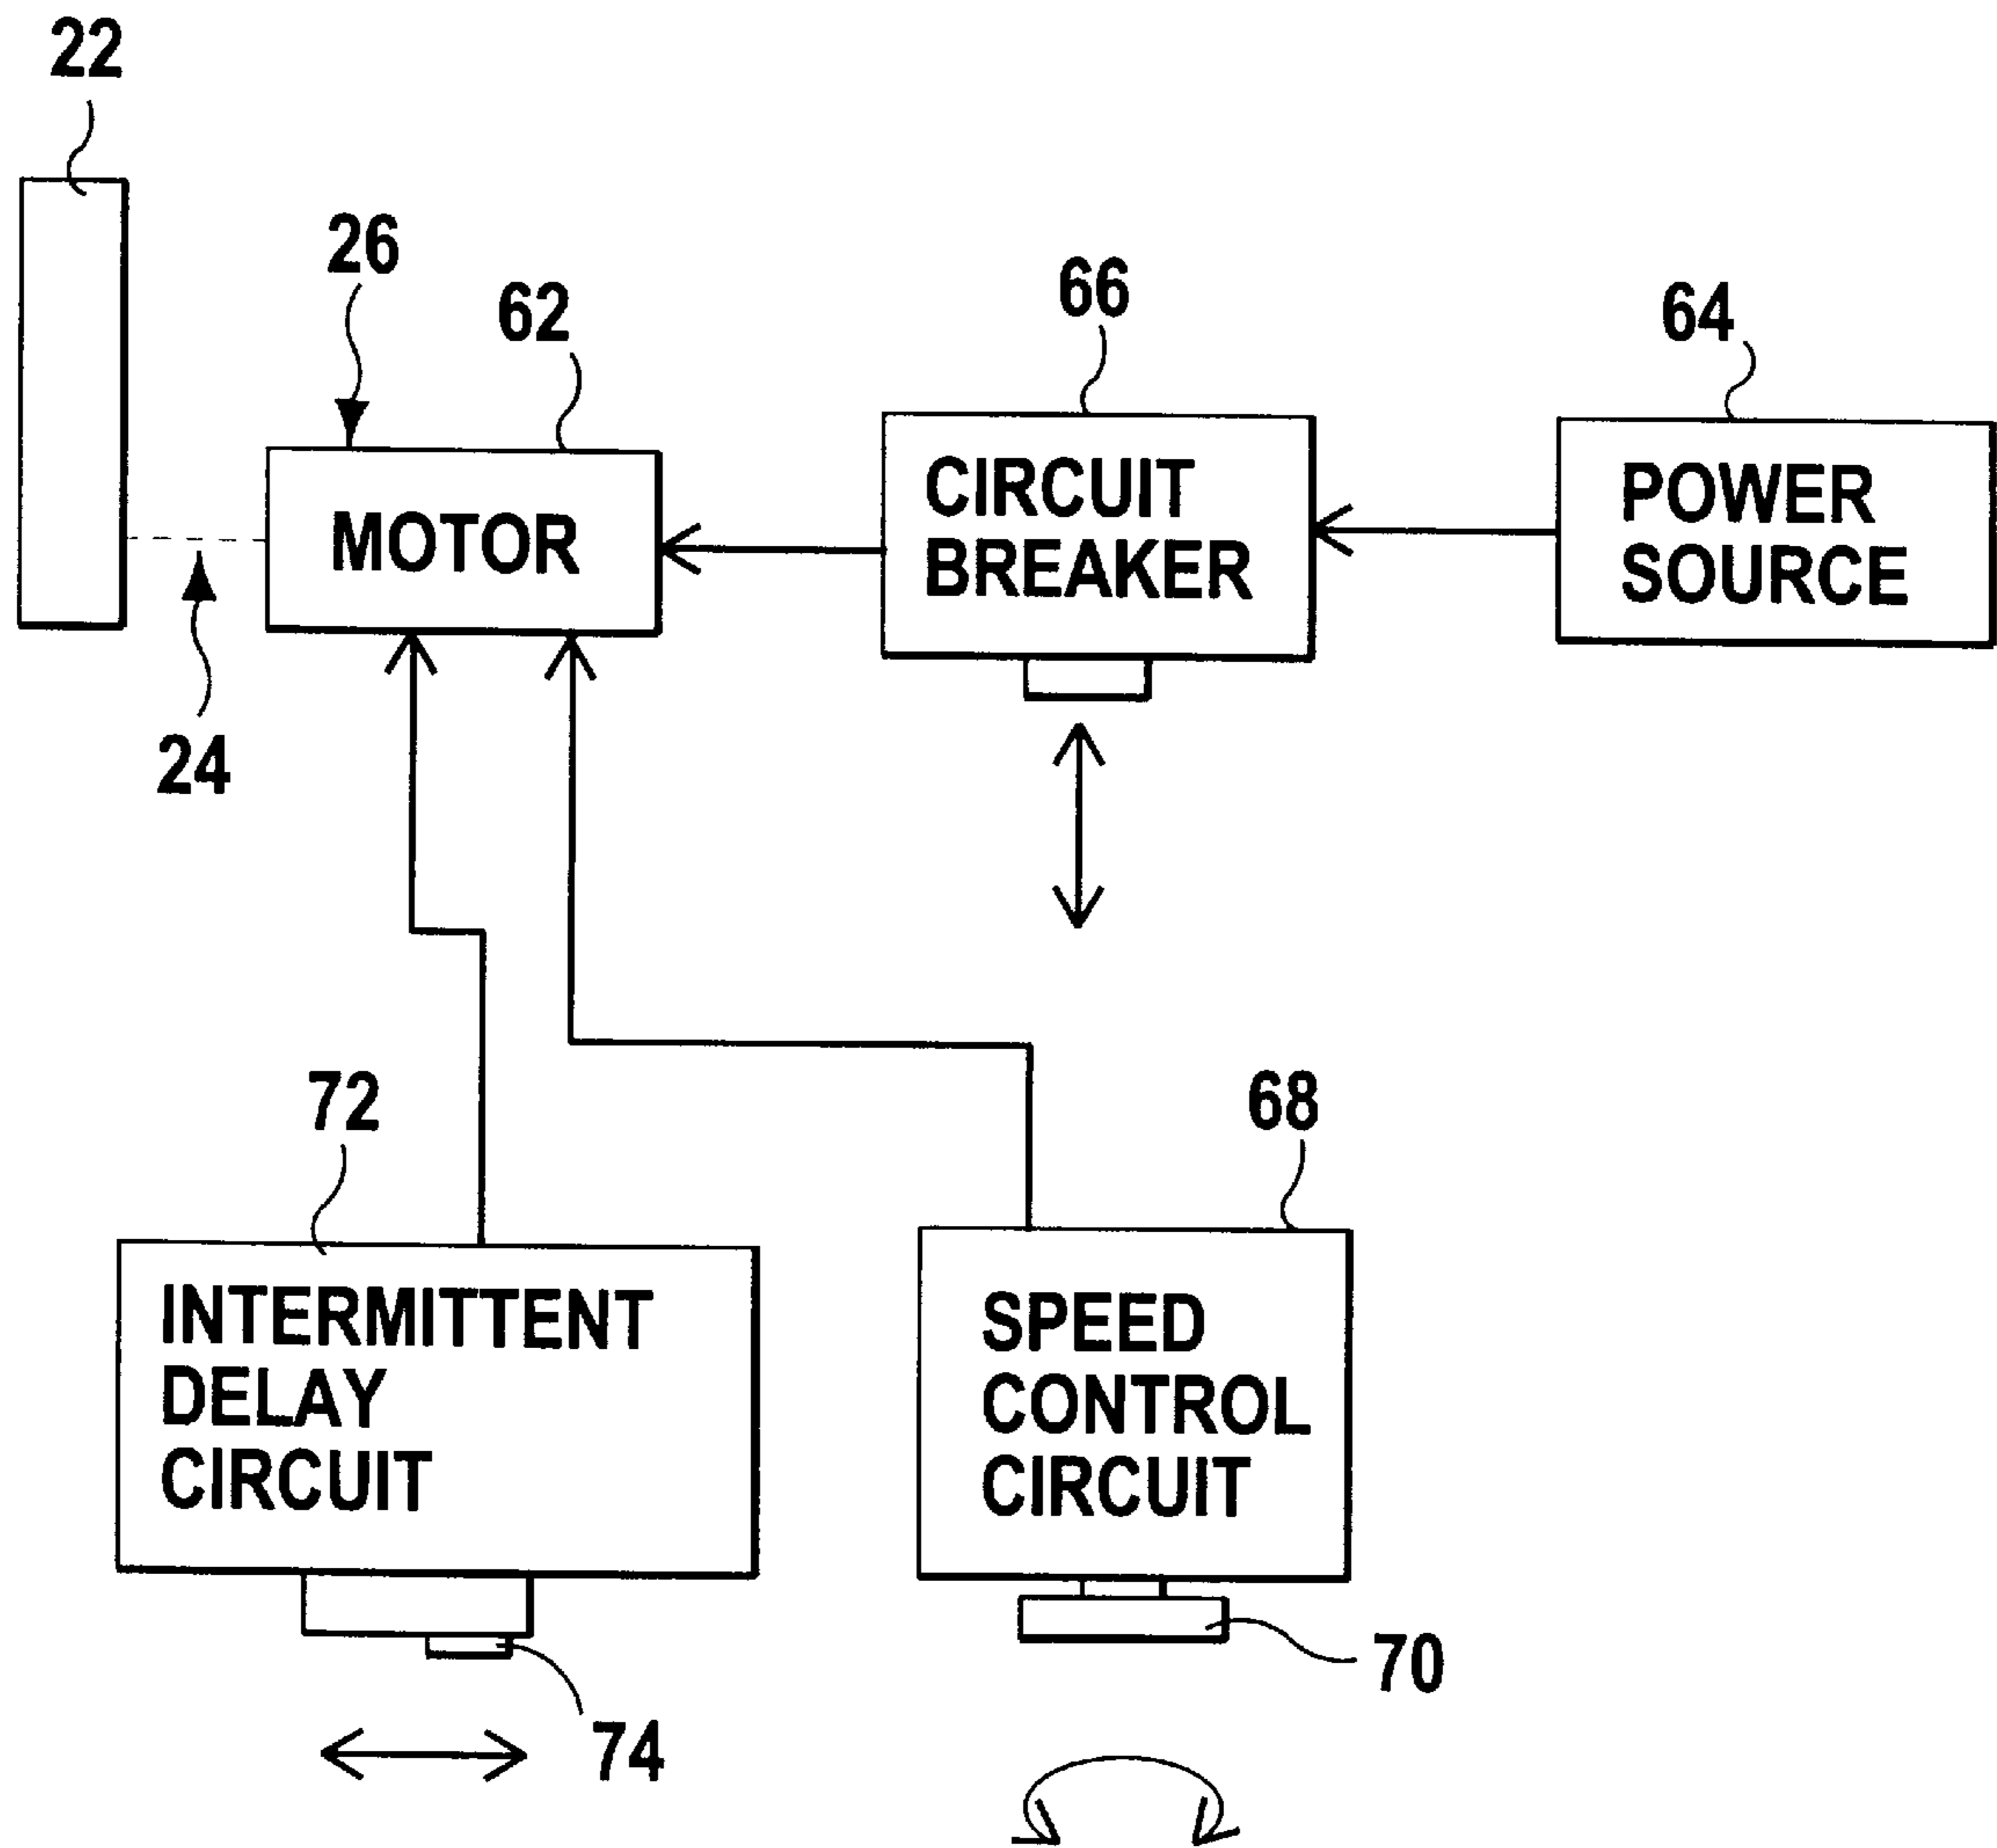 22
26
62
66
64
MOTOR
CIRCUIT
BREAKER
POWER
SOURCE
24
72
68
INTERMITTENT
DELAY
CIRCUIT
SPEED
CONTROL
CIRCUIT
70
74